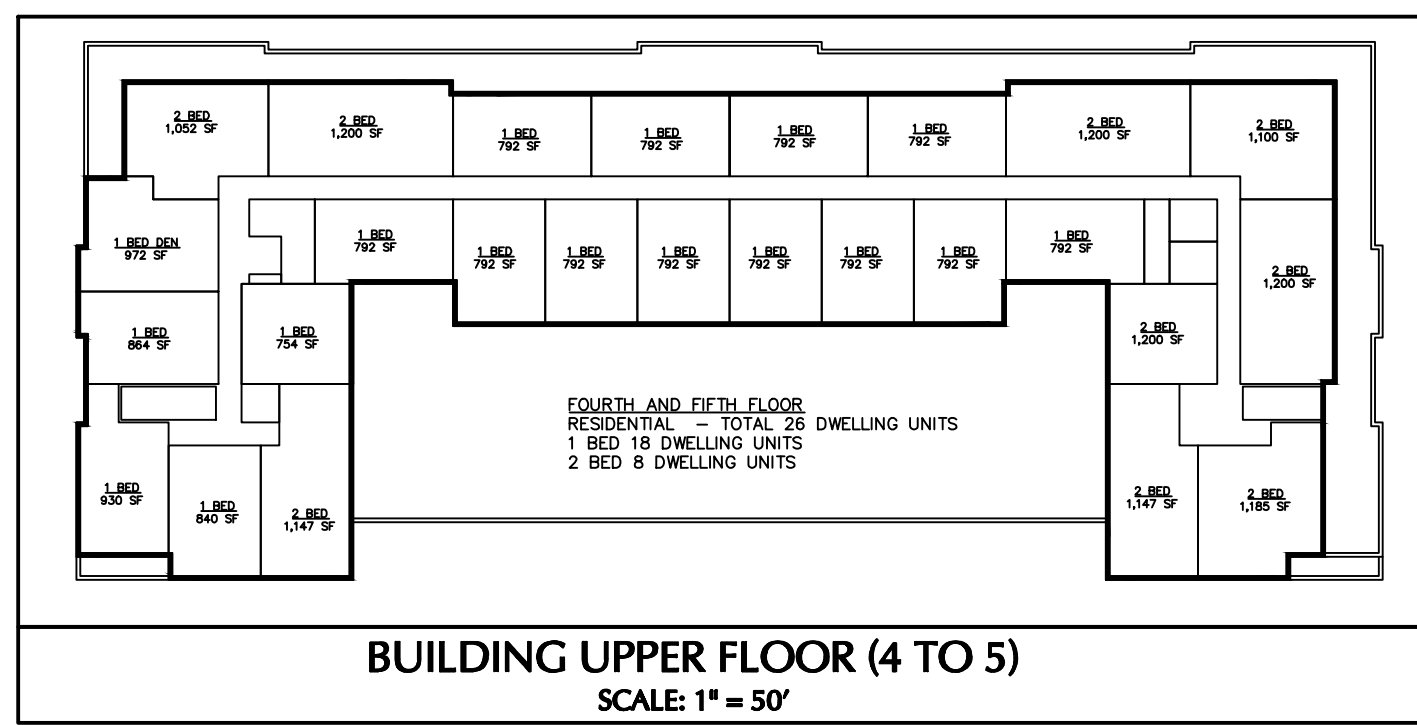 2 BED
1,052 SF
2 BED
1,200 SF
1 BED
792 SF
1 BED
792 SF
1 BED
792 SF
1 BED
792 SF
2 BED
1,200 SF
2 BED
1,100 SF
1 BED DEN
972 SF
1 BED
792 SF
1 BED
792 SF
1 BED
792 SF
1 BED
792 SF
1 BED
792 SF
1 BED
792 SF
1 BED
792 SF
1 BED
792 SF
2 BED
1,200 SF
1 BED
864 SF
1 BED
754 SF
2 BED
1,200 SF
FOURTH AND FIFTH FLOOR
RESIDENTIAL – TOTAL 26 DWELLING UNITS
1 BED 18 DWELLING UNITS
2 BED 8 DWELLING UNITS
1 BED
930 SF
1 BED
840 SF
2 BED
1,147 SF
2 BED
1,147 SF
2 BED
1,185 SF
BUILDING UPPER FLOOR (4 TO 5)
SCALE: 1" = 50'